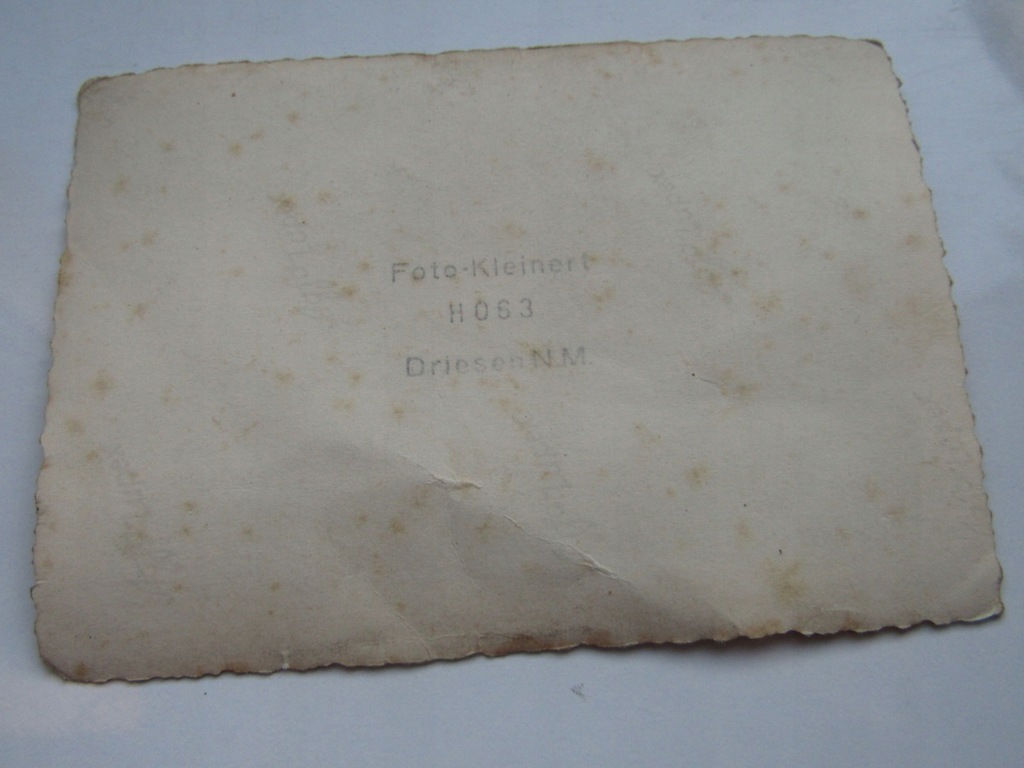 Foto-Kleinert
H063
Driesen N.M.